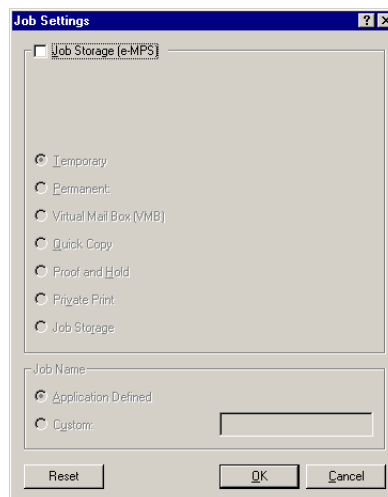 Job Settings
Job Storage (e-MPS)
Temporary
Permanent:
Virtual Mail Box (VMB)
Quick Copy
Proof and Hold
Private Print
Job Storage
Job Name
Application Defined
Custom:
Reset OK Cancel